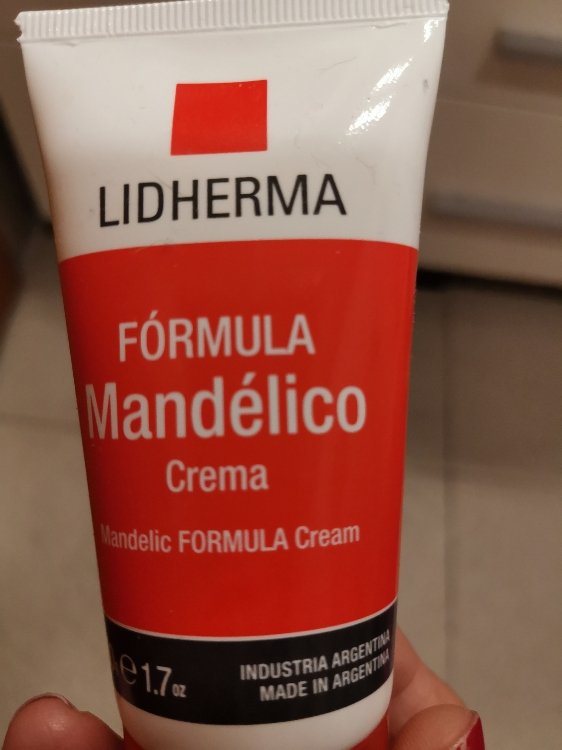 LIDHERMA
FÓRMULA
Mandélico
Crema
Mandelic FORMULA Cream
e 1.7 oz
INDUSTRIA ARGENTINA
MADE IN ARGENTINA